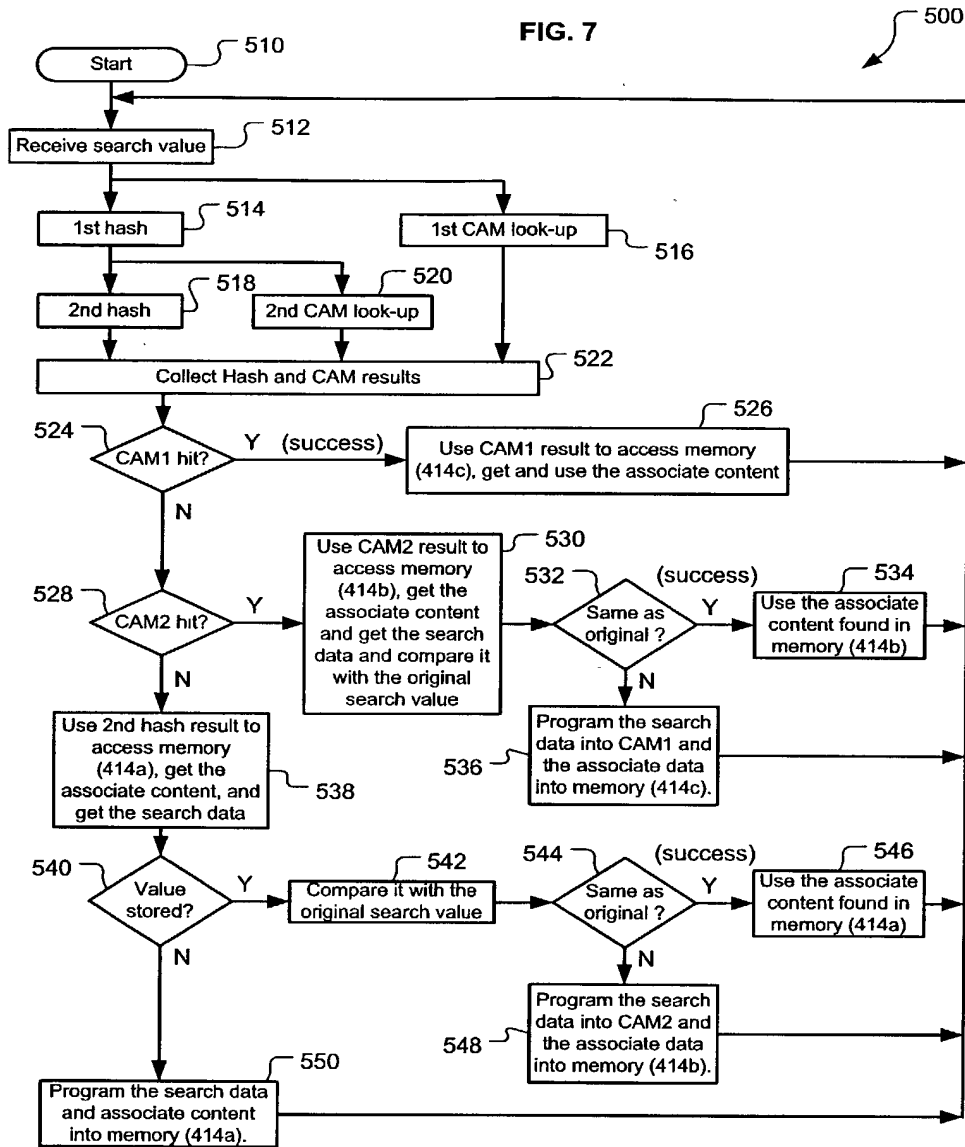 FIG. 7
500
Start
510
Receive search value
512
1st hash
514
1st CAM look-up
516
2nd hash
518
2nd CAM look-up
520
Collect Hash and CAM results
522
524
CAM1 hit?
Y
(success)
N
526
Use CAM1 result to access memory
(414c), get and use the associate content
528
CAM2 hit?
Y
N
530
Use CAM2 result to
access memory
(414b), get the
associate content
and get the search
data and compare it
with the original
search value
532
Same as
original ?
(success)
Y
N
534
Use the associate
content found in
memory (414b)
536
Program the search
data into CAM1 and
the associate data
into memory (414c).
Use 2nd hash result to
access memory
(414a), get the
associate content, and
get the search data
538
540
Value
stored?
Y
N
542
Compare it with the
original search value
544
Same as
original ?
(success)
Y
N
546
Use the associate
content found in
memory (414a)
548
Program the search
data into CAM2 and
the associate data
into memory (414b).
550
Program the search data
and associate content
into memory (414a).